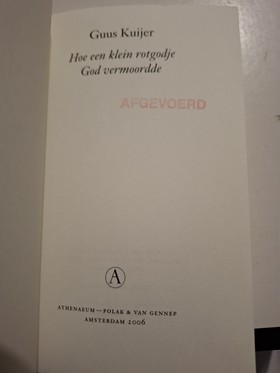 Guus Kuijer
Hoe een klein rotgodje
God vermoordde
AFGEVOERD
A
ATHENAEUM—POLAK & VAN GENNEP
AMSTERDAM 2006